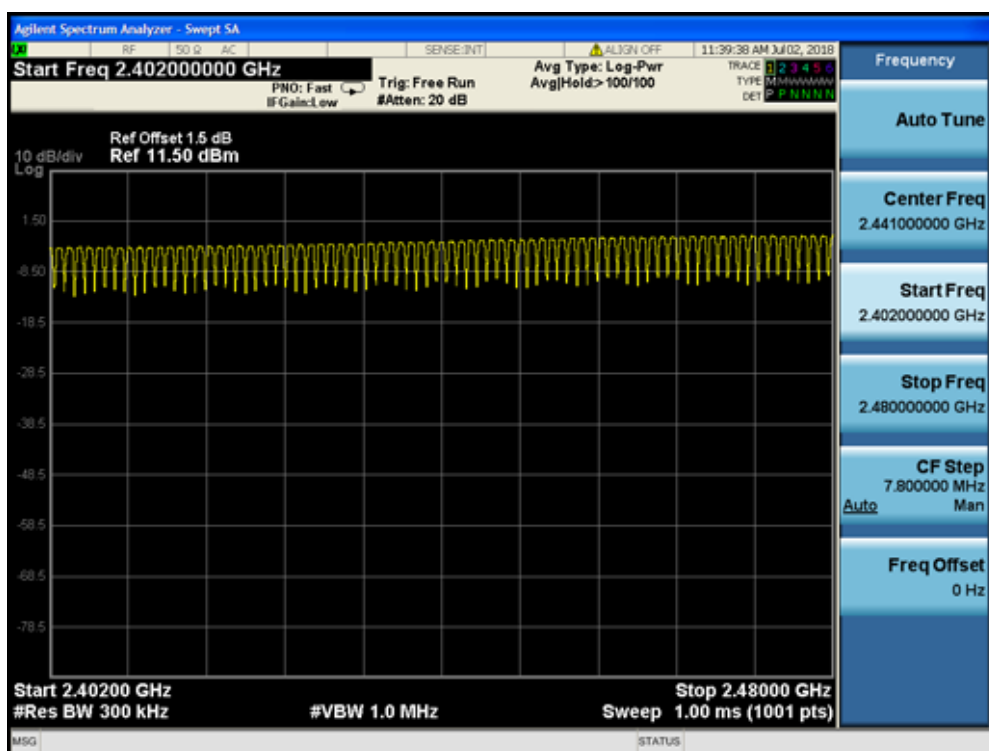 Agilent Spectrum Analyzer - Swept SA
RF 50 Ω AC SENSE:INT ALIGN OFF 11:39:38 AM Jul 02, 2018
Start Freq 2.402000000 GHz
PNO: Fast
IFGain:Low
Trig: Free Run
#Atten: 20 dB
Avg Type: Log-Pwr
Avg|Hold:>100/100
TRACE 1 2 3 4 5 6
TYPE M M
DET P P N N N N
Ref Offset 1.5 dB
10 dB/div Ref 11.50 dBm
Log
1.50
-8.50
-18.5
-28.5
-38.5
-48.5
-58.5
-68.5
-78.5
Start 2.40200 GHz Stop 2.48000 GHz
#Res BW 300 kHz #VBW 1.0 MHz Sweep 1.00 ms (1001 pts)
MSG STATUS
Frequency
Auto Tune
Center Freq
2.441000000 GHz
Start Freq
2.402000000 GHz
Stop Freq
2.480000000 GHz
CF Step
7.800000 MHz
Auto Man
Freq Offset
0 Hz